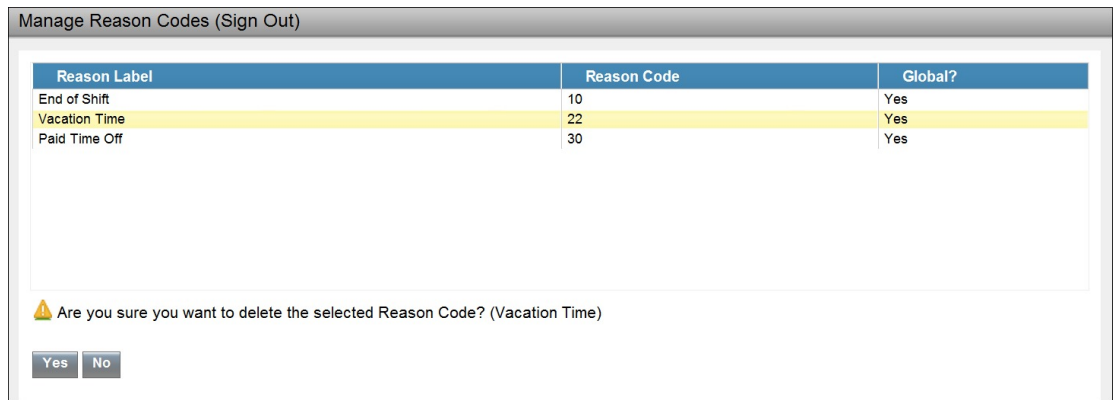 Manage Reason Codes (Sign Out)
Reason Label Reason Code Global?
End of Shift 10 Yes
Vacation Time 22 Yes
Paid Time Off 30 Yes
Are you sure you want to delete the selected Reason Code? (Vacation Time)
Yes No